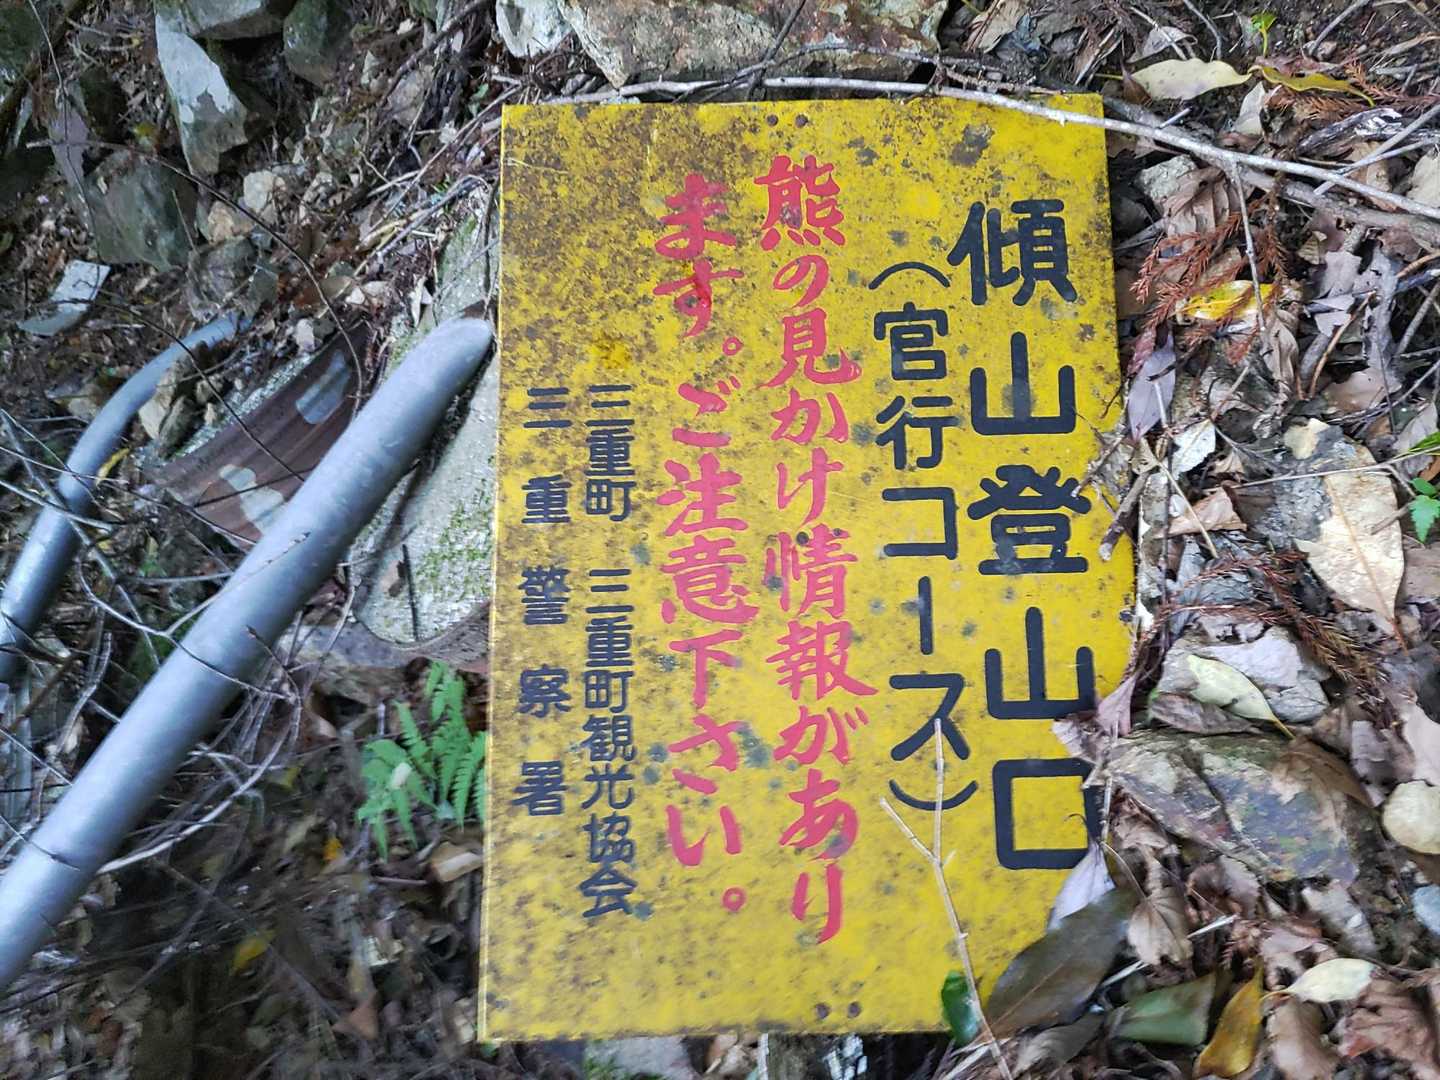 傾山登山口
（官行コース）
熊の見かけ情報があり
ます。ご注意下さい。
三重町 三重町観光協会
三重警察署